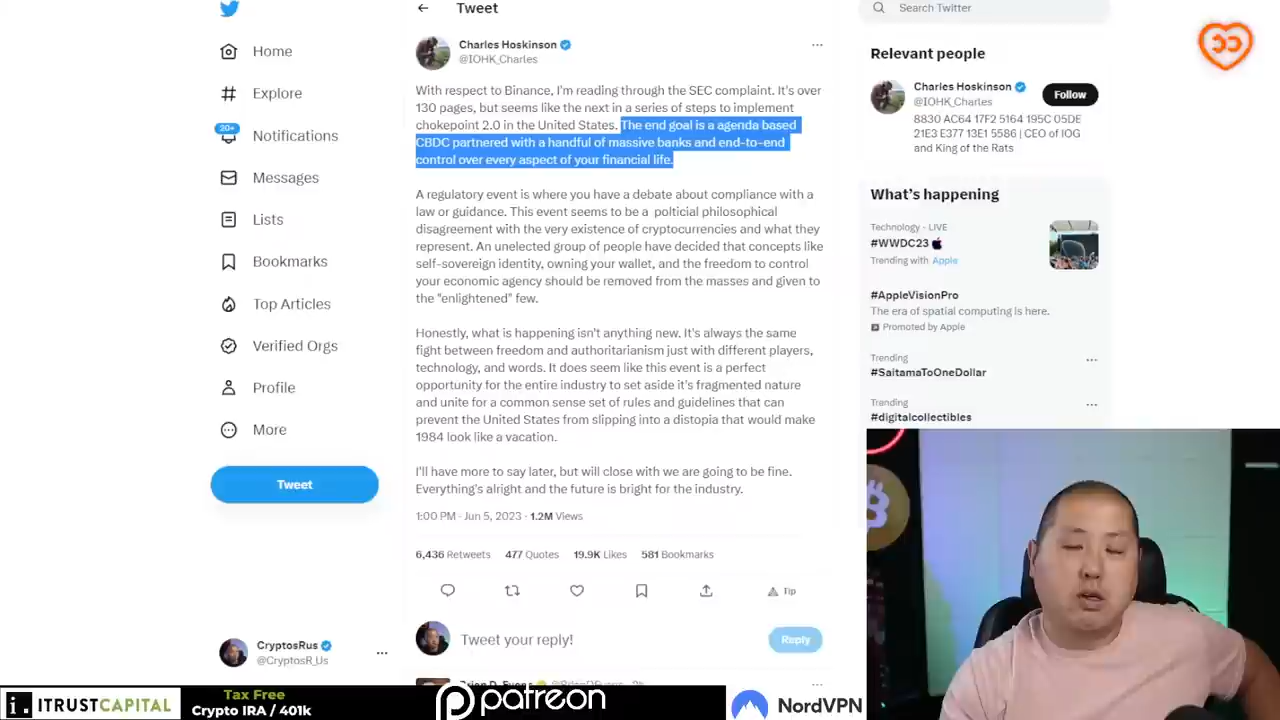 Tweet
Search Twitter
Home
Explore
20+
Notifications
Messages
Lists
Bookmarks
Top Articles
Verified Orgs
Profile
More
Tweet
CryptosRus
@CryptosR_Us
Charles Hoskinson
@IOHK_Charles
With respect to Binance, I'm reading through the SEC complaint. It's over
130 pages, but seems like the next in a series of steps to implement
chokepoint 2.0 in the United States. The end goal is a agenda based
CBDC partnered with a handful of massive banks and end-to-end
control over every aspect of your financial life.
A regulatory event is where you have a debate about compliance with a
law or guidance. This event seems to be a polticial philosophical
disagreement with the very existence of cryptocurrencies and what they
represent. An unelected group of people have decided that concepts like
self-sovereign identity, owning your wallet, and the freedom to control
your economic agency should be removed from the masses and given to
the "enlightened" few.
Honestly, what is happening isn't anything new. It's always the same
fight between freedom and authoritarianism just with different players,
technology, and words. It does seem like this event is a perfect
opportunity for the entire industry to set aside it's fragmented nature
and unite for a common sense set of rules and guidelines that can
prevent the United States from slipping into a distopia that would make
1984 look like a vacation.
I'll have more to say later, but will close with we are going to be fine.
Everything's alright and the future is bright for the industry.
1:00 PM · Jun 5, 2023 · 1.2M Views
6,436 Retweets 477 Quotes 19.9K Likes 581 Bookmarks
Tip
Tweet your reply!
Reply
Relevant people
Charles Hoskinson
@IOHK_Charles
Follow
8830 AC64 17F2 5164 195C 05DE
21E3 E377 13E1 5586 | CEO of IOG
and King of the Rats
What's happening
Technology · LIVE
#WWDC23
Trending with Apple
#AppleVisionPro
The era of spatial computing is here.
Promoted by Apple
Trending
#SaitamaToOneDollar
Trending
#digitalcollectibles
i. ITRUSTCAPITAL
Tax Free
Crypto IRA / 401k
patreon
NordVPN